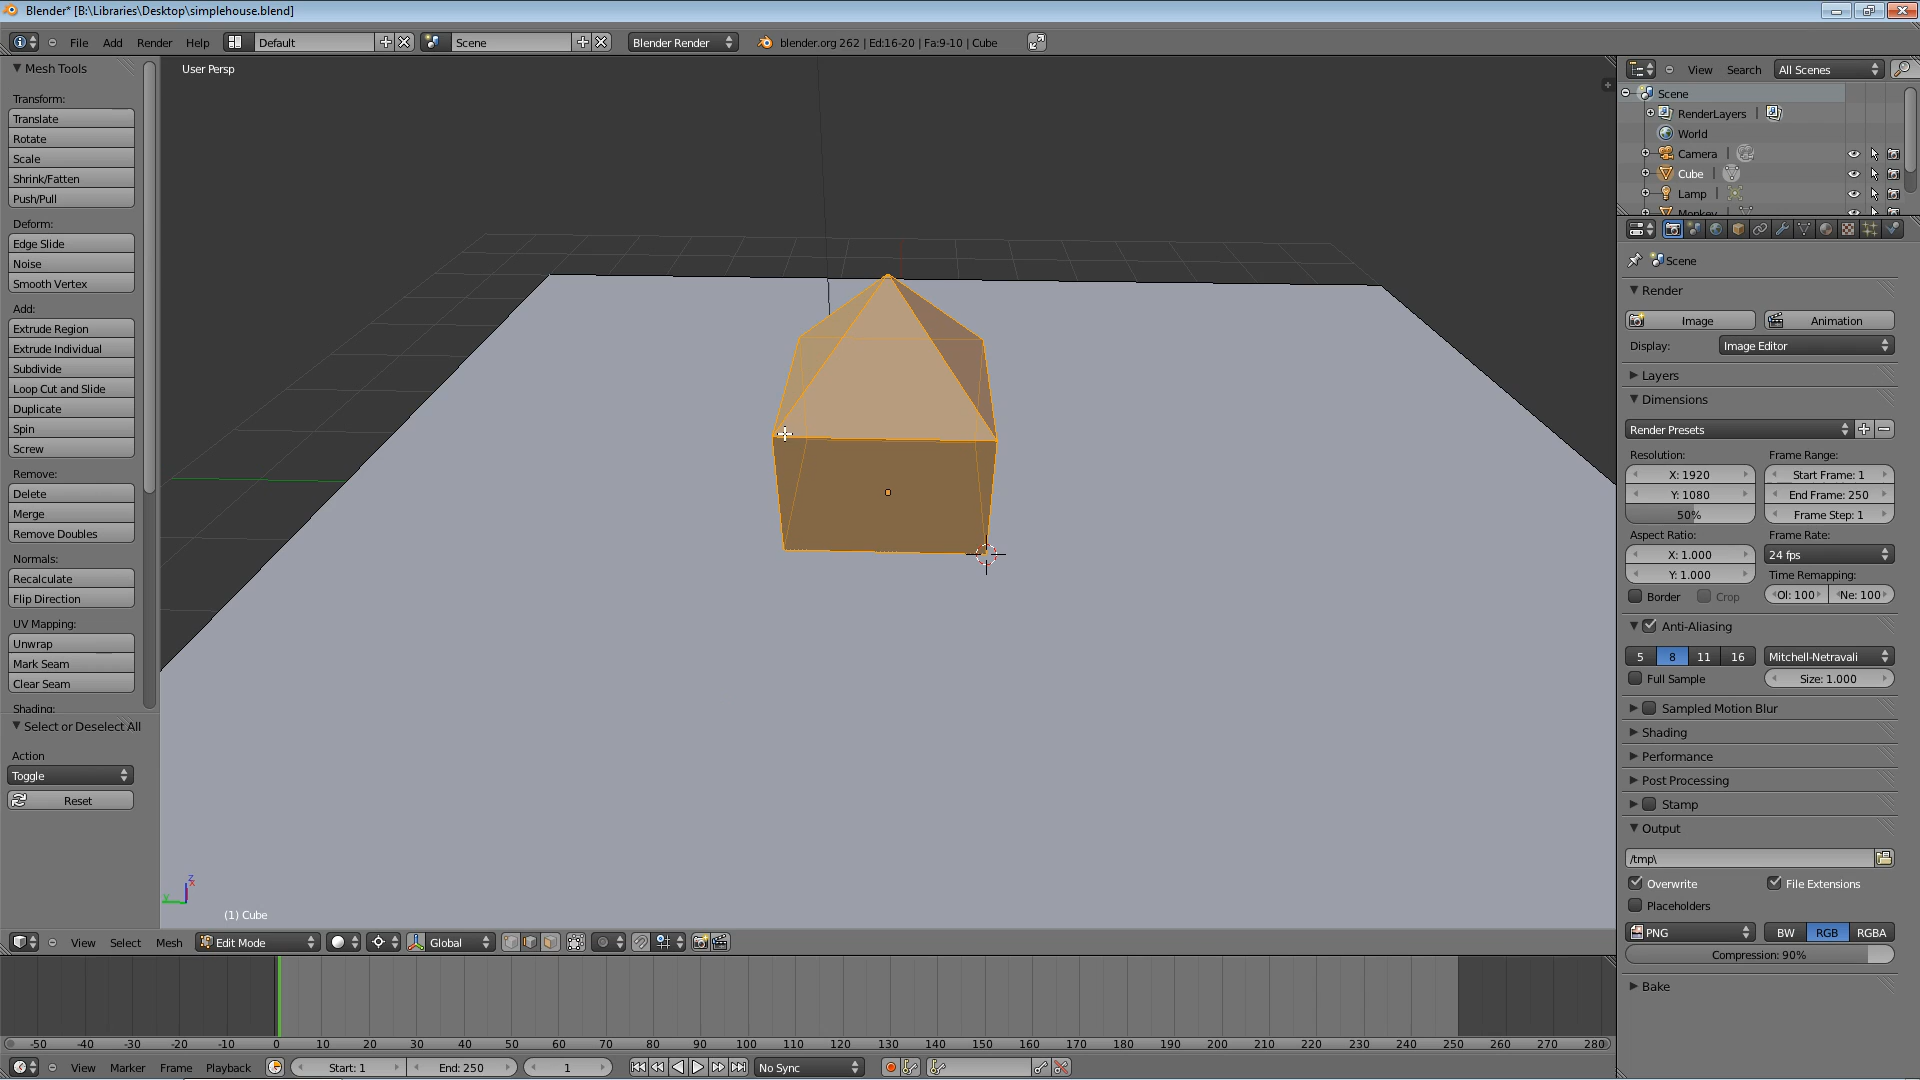 Blender* [B:\Libraries\Desktop\simplehouse.blend]
File Add Render Help Default Scene Blender Render blender.org 262 | Ed:16-20 | Fa:9-10 | Cube
Mesh Tools
Transform:
Translate
Rotate
Scale
Shrink/Fatten
Push/Pull
Deform:
Edge Slide
Noise
Smooth Vertex
Add:
Extrude Region
Extrude Individual
Subdivide
Loop Cut and Slide
Duplicate
Spin
Screw
Remove:
Delete
Merge
Remove Doubles
Normals:
Recalculate
Flip Direction
UV Mapping:
Unwrap
Mark Seam
Clear Seam
Shading:
Select or Deselect All
Action
Toggle
Reset
User Persp
z
x
y
(1) Cube
View Select Mesh Edit Mode Global
-50 -40 -30 -20 -10 0 10 20 30 40 50 60 70 80 90 100 110 120 130 140 150 160 170 180 190 200 210 220 230 240 250 260 270 280
View Marker Frame Playback Start: 1 End: 250 1 No Sync
View Search All Scenes
Scene
RenderLayers |
World
Camera |
Cube |
Lamp |
Monkey
Scene
Render
Image Animation
Display: Image Editor
Layers
Dimensions
Render Presets
Resolution: Frame Range:
X: 1920 Start Frame: 1
Y: 1080 End Frame: 250
50% Frame Step: 1
Aspect Ratio: Frame Rate:
X: 1.000 24 fps
Y: 1.000 Time Remapping:
Border Crop Ol: 100 Ne: 100
Anti-Aliasing
5 8 11 16 Mitchell-Netravali
Full Sample Size: 1.000
Sampled Motion Blur
Shading
Performance
Post Processing
Stamp
Output
/tmp\
Overwrite File Extensions
Placeholders
PNG BW RGB RGBA
Compression: 90%
Bake